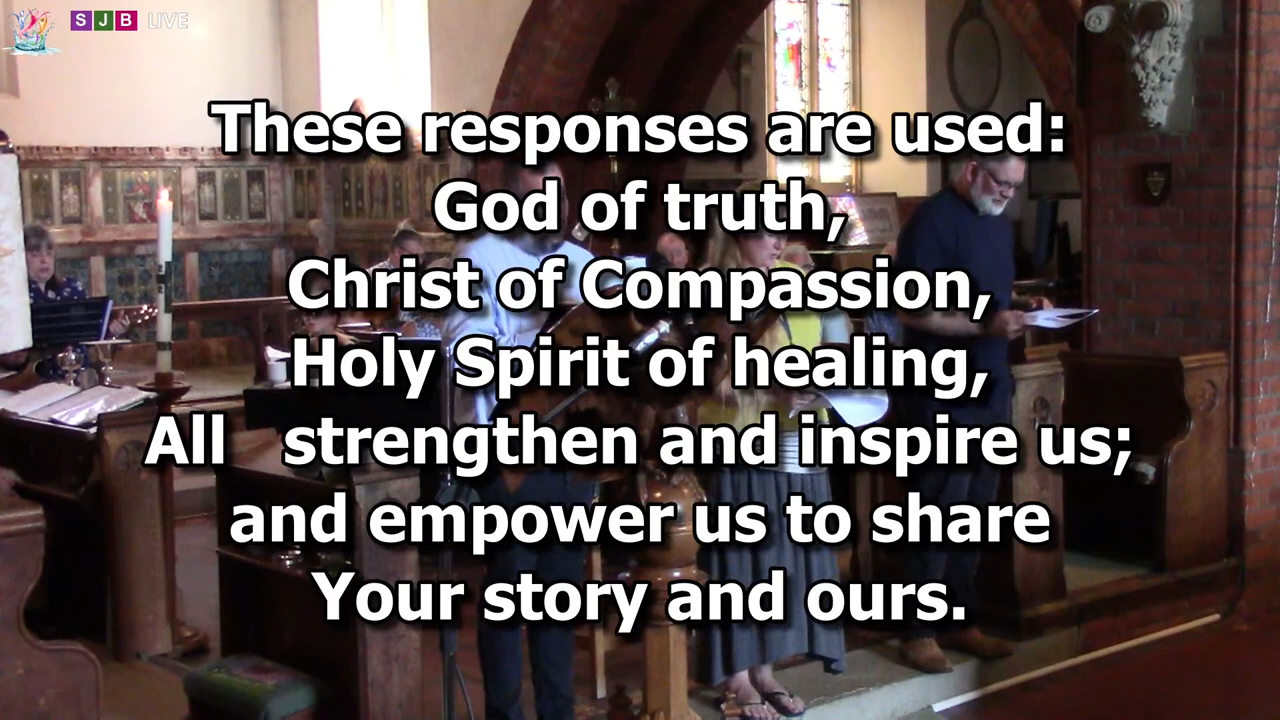 SJB LIVE
These responses are used:
God of truth,
Christ of Compassion,
Holy Spirit of healing,
All strengthen and inspire us;
and empower us to share
Your story and ours.